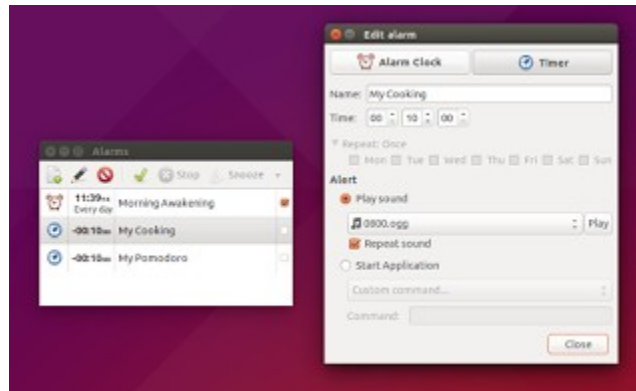 Alarms
Stop Snooze
11:39
Every day
Morning Awakening
-00:10
My Cooking
-00:10
My Pomodoro
Edit alarm
Alarm Clock Timer
Name: My Cooking
Time: 00 : 10 : 00
Repeat: Once
Mon Tue Wed Thu Fri Sat Sun
Alert
Play sound
0800.ogg Play
Repeat sound
Start Application
Custom command...
Command:
Close